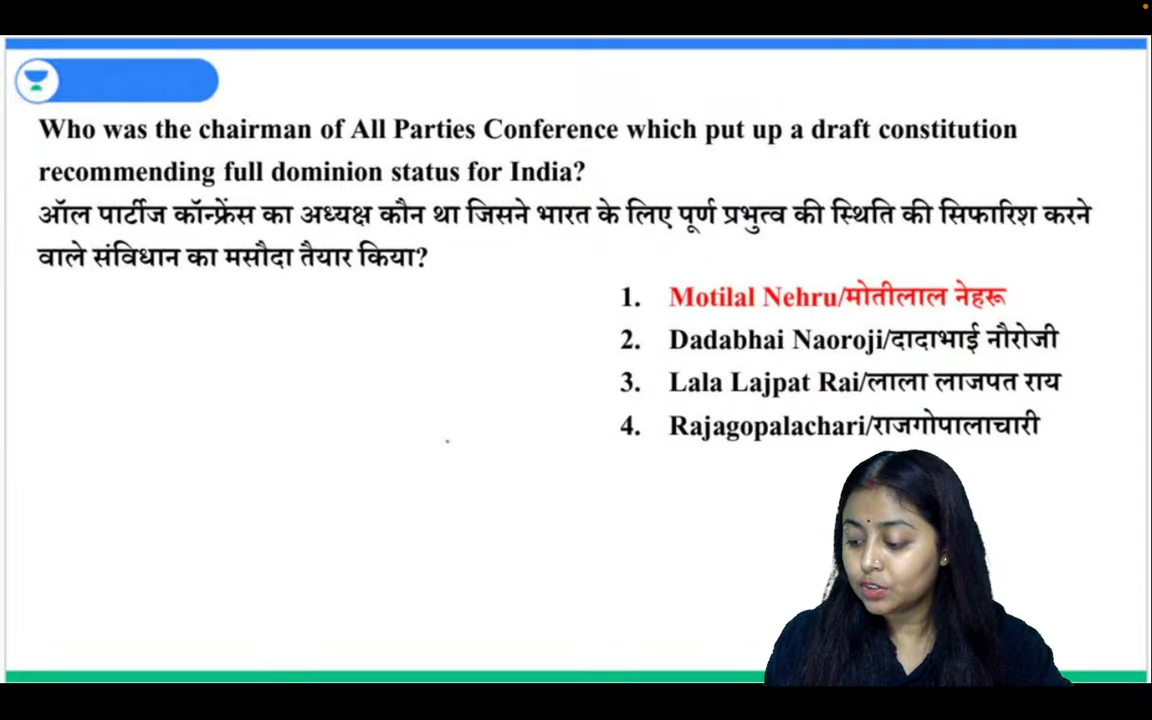 Who was the chairman of All Parties Conference which put up a draft constitution
recommending full dominion status for India?
ऑल पार्टीज कॉन्फ्रेंस का अध्यक्ष कौन था जिसने भारत के लिए पूर्ण प्रभुत्व की स्थिति की सिफारिश करने
वाले संविधान का मसौदा तैयार किया?
1. Motilal Nehru/मोतीलाल नेहरू
2. Dadabhai Naoroji/दादाभाई नौरोजी
3. Lala Lajpat Rai/लाला लाजपत राय
4. Rajagopalachari/राजगोपालाचारी